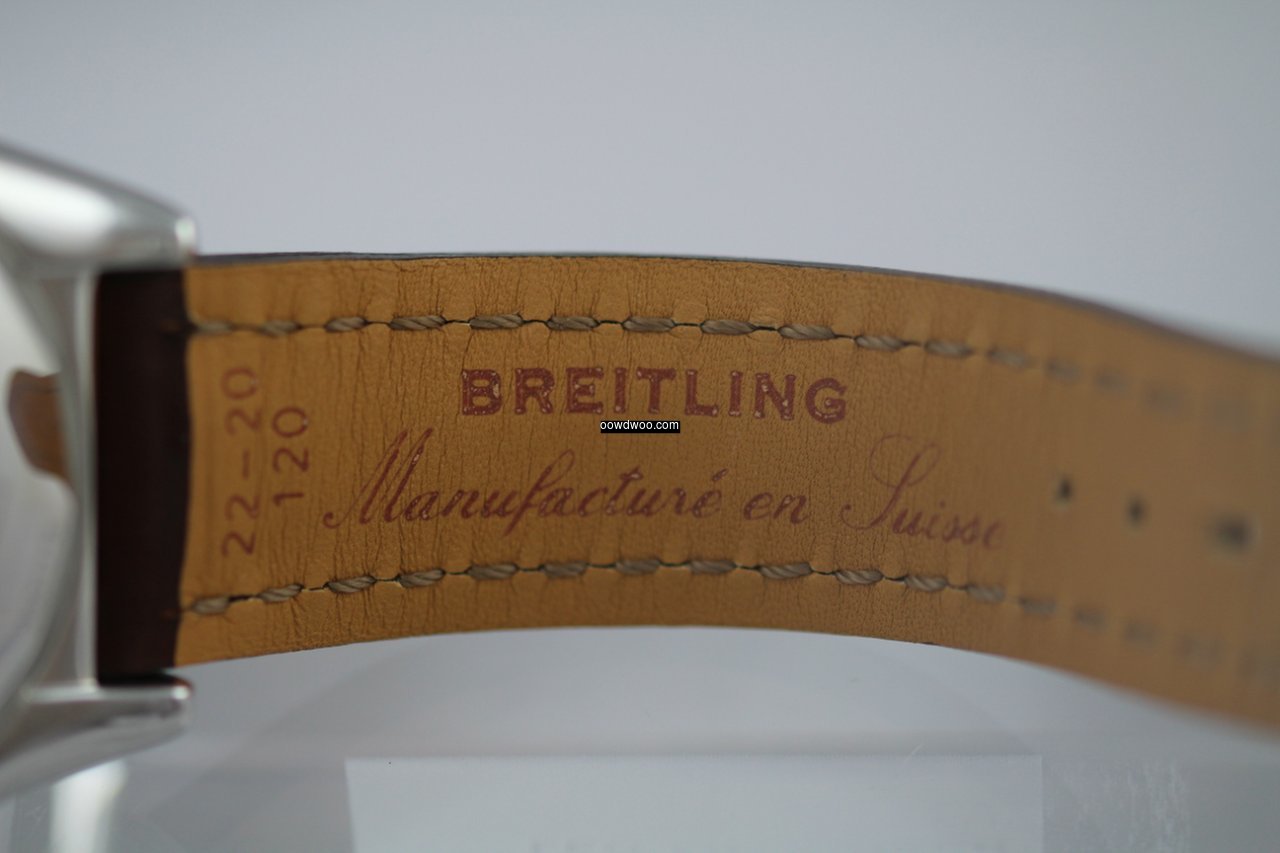 BREITLING
Manufacturé en Suisse
22-20
120
oowdwoo.com